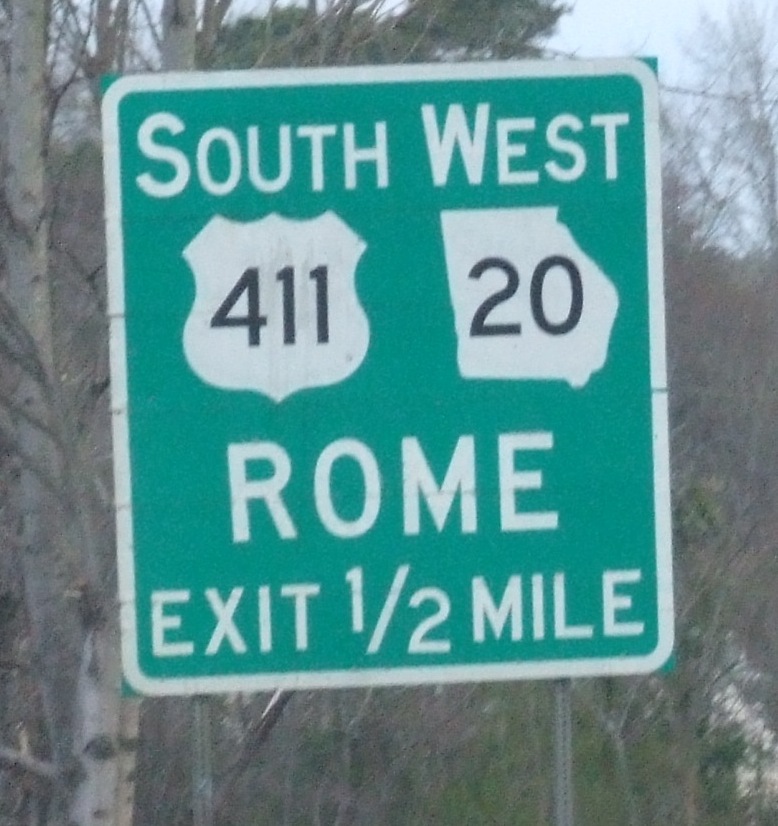 SOUTH WEST
411 20
ROME
EXIT 1/2 MILE